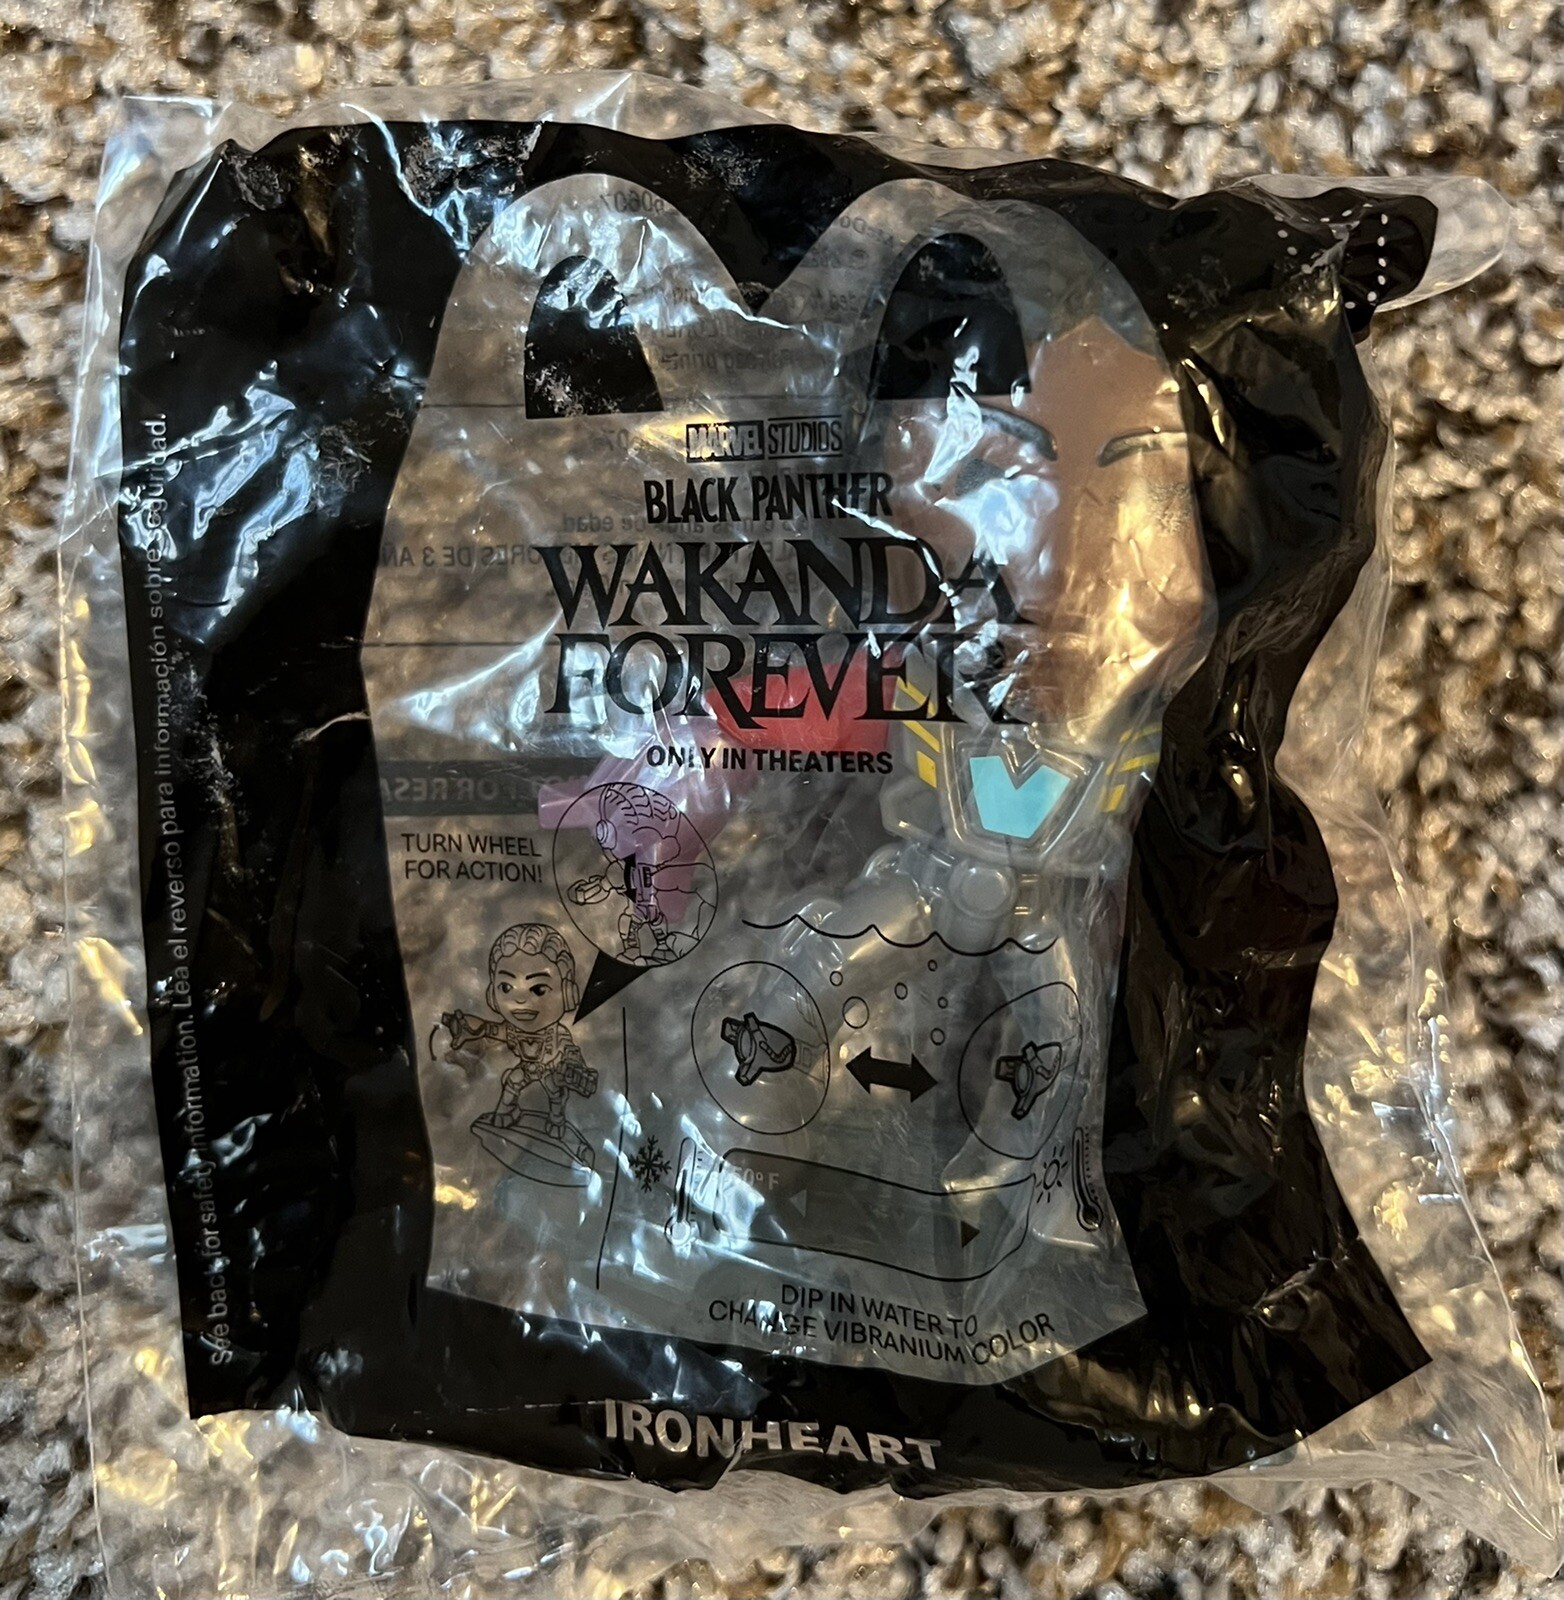 MARVEL STUDIOS
BLACK PANTHER
WAKANDA
FOREVER
ONLY IN THEATERS
TURN WHEEL
FOR ACTION!
DIP IN WATER TO
CHANGE VIBRANIUM COLOR
IRONHEART
See back for safety information. Lea el reverso para información sobre seguridad.